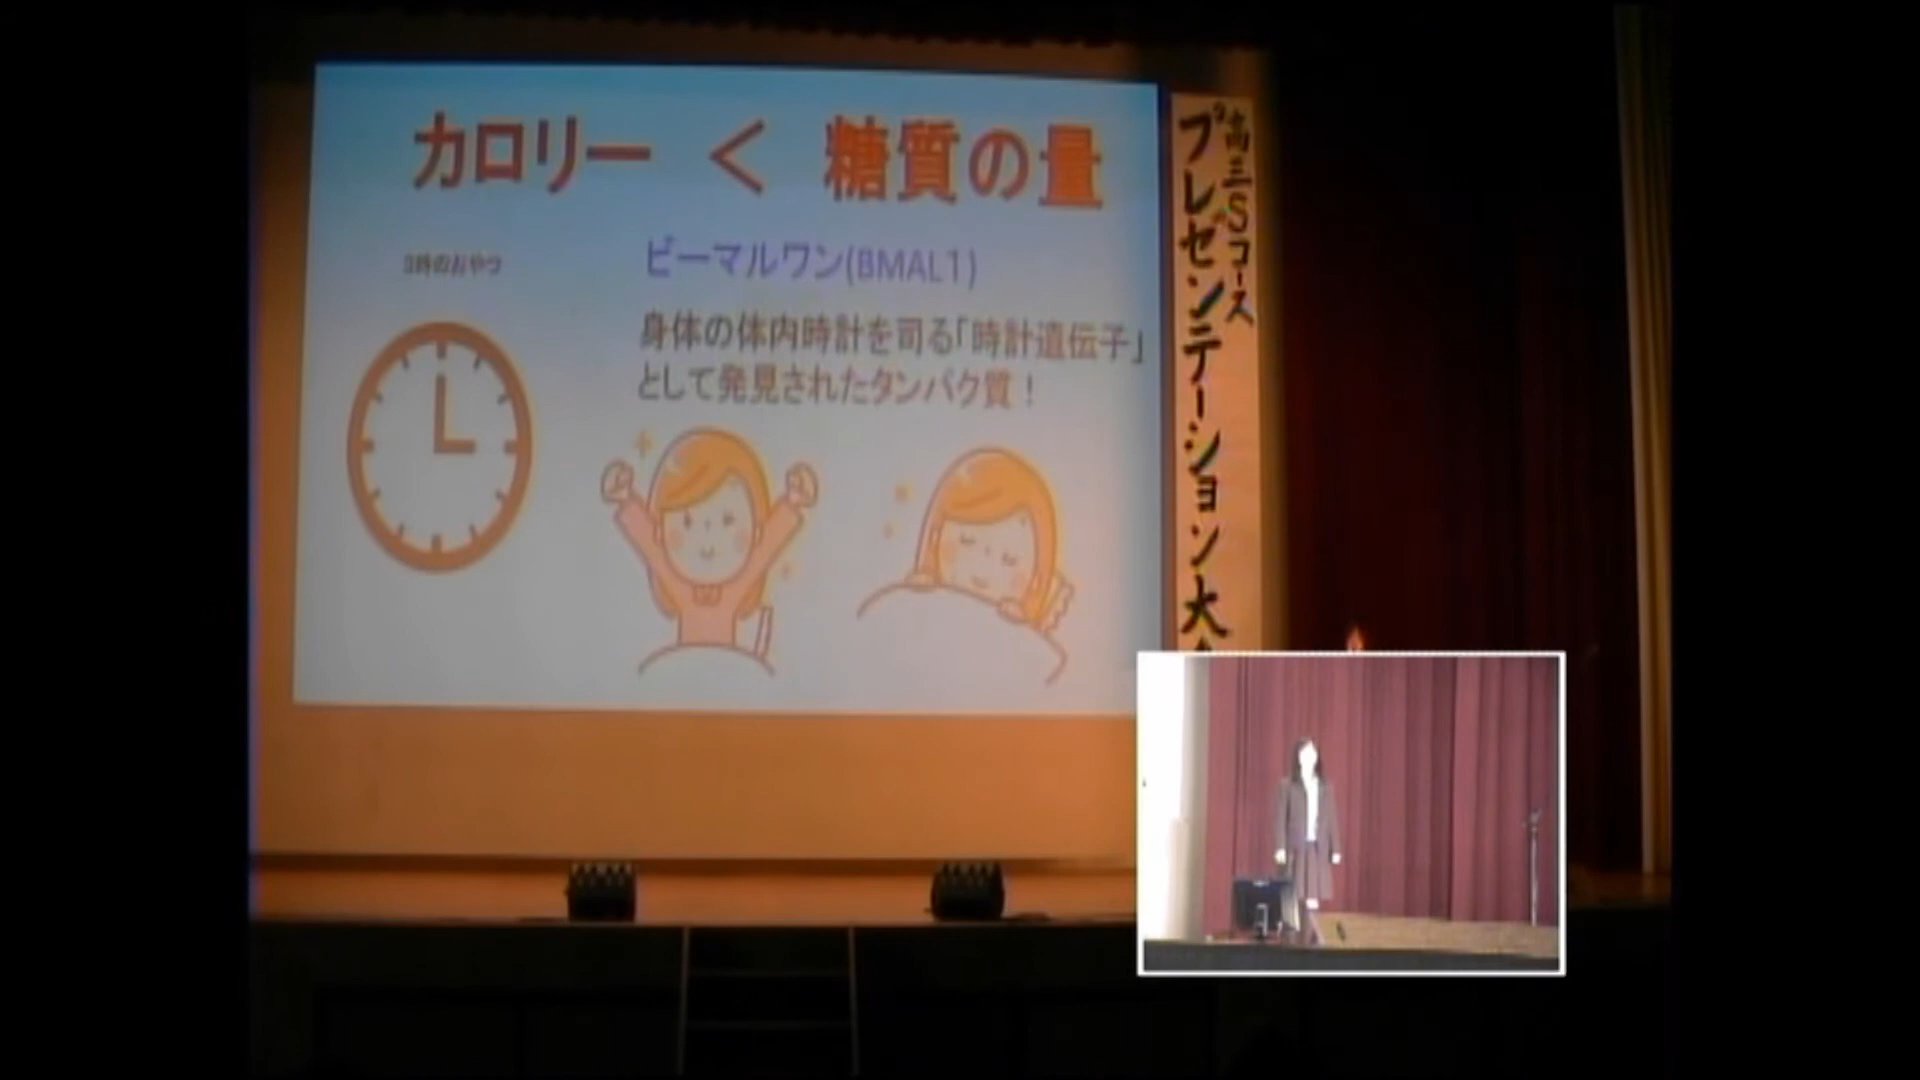 カロリー < 糖質の量
3時のおやつ
ビーマルワン(BMAL1)
身体の体内時計を司る「時計遺伝子」
として発見されたタンパク質！
高三Sコース
プレゼンテーション大